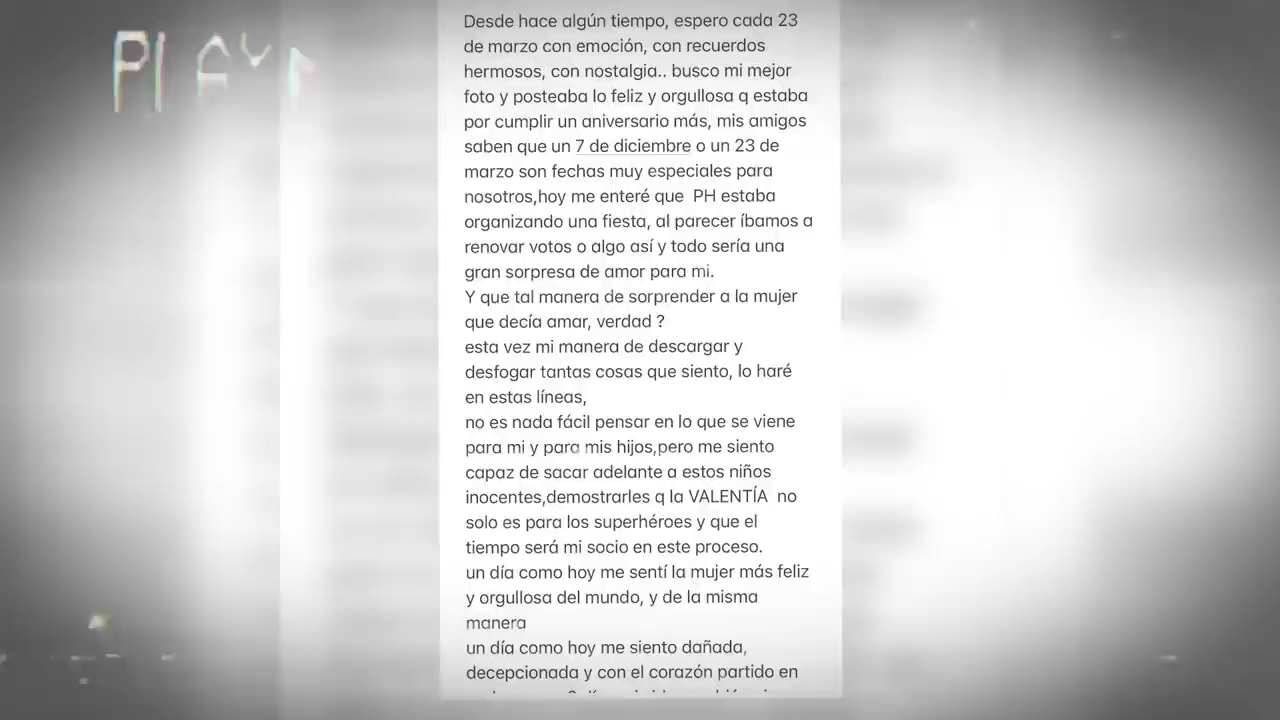 Desde hace algún tiempo, espero cada 23
de marzo con emoción, con recuerdos
hermosos, con nostalgia.. busco mi mejor
foto y posteaba lo feliz y orgullosa q estaba
por cumplir un aniversario más, mis amigos
saben que un 7 de diciembre o un 23 de
marzo son fechas muy especiales para
nosotros,hoy me enteré que  PH estaba
organizando una fiesta, al parecer íbamos a
renovar votos o algo así y todo sería una
gran sorpresa de amor para mi.
Y que tal manera de sorprender a la mujer
que decía amar, verdad ?
esta vez mi manera de descargar y
desfogar tantas cosas que siento, lo haré
en estas líneas,
no es nada fácil pensar en lo que se viene
para mi y para mis hijos,pero me siento
capaz de sacar adelante a estos niños
inocentes,demostrarles q la VALENTÍA  no
solo es para los superhéroes y que el
tiempo será mi socio en este proceso.
un día como hoy me sentí la mujer más feliz
y orgullosa del mundo, y de la misma
manera
un día como hoy me siento dañada,
decepcionada y con el corazón partido en